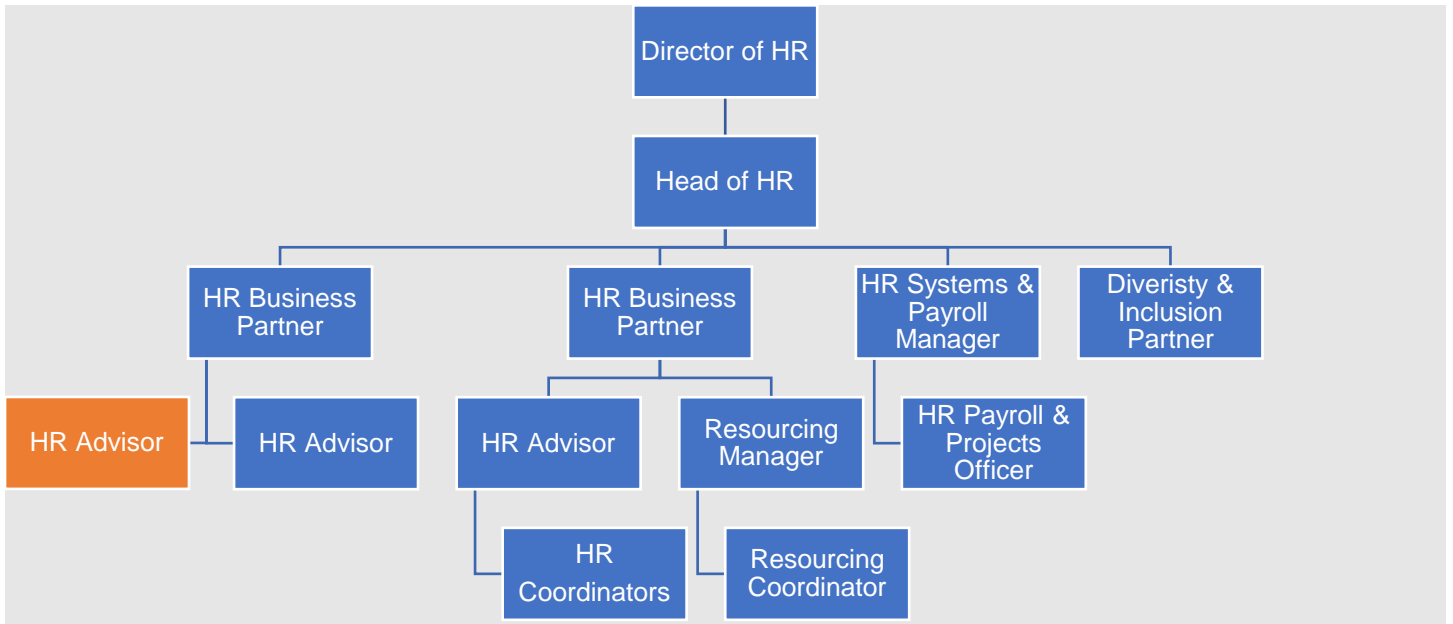 Director of HR
Head of HR
HR Business
Partner
HR Business
Partner
HR Systems &
Payroll
Manager
Diveristy &
Inclusion
Partner
HR Advisor
HR Advisor
HR Advisor
Resourcing
Manager
HR Payroll &
Projects
Officer
HR
Coordinators
Resourcing
Coordinator